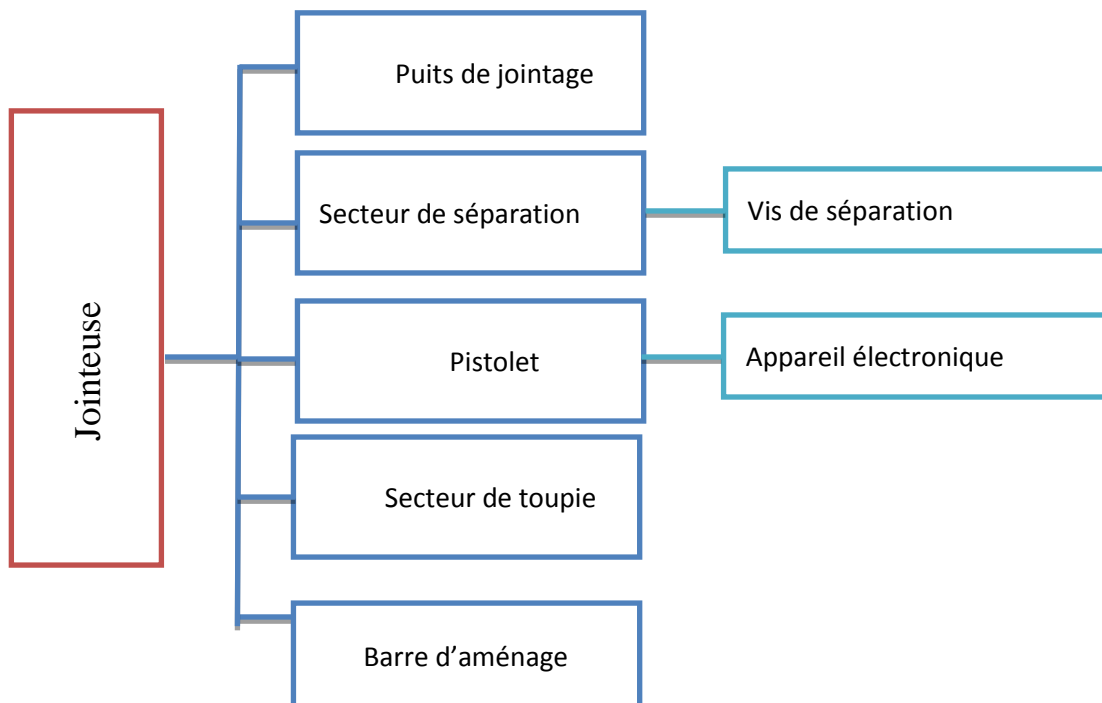 Jointeuse
Puits de jointage
Secteur de séparation
Vis de séparation
Pistolet
Appareil électronique
Secteur de toupie
Barre d’aménage